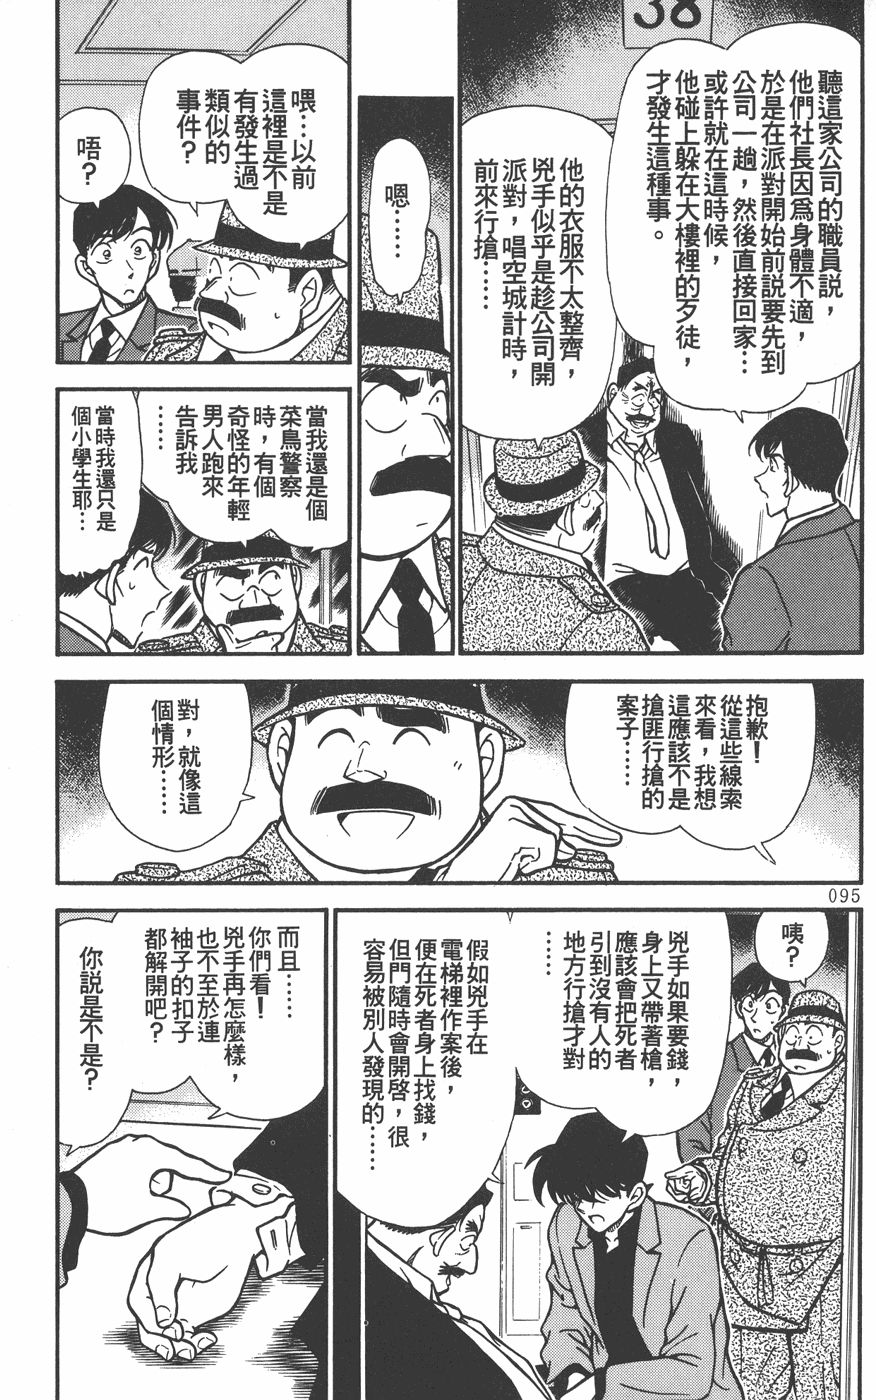 38
聽這家公司的職員說，
他們社長因為身體不適，
於是在派對開始前說要先到
公司一趟，然後直接回家…
或許就在這時候，
他碰上躲在大樓裡的歹徒，
才發生這種事。
他的衣服不太整齊，
兇手似乎是趁公司開
派對，唱空城計時，
前來行搶……
嗯……
喂…以前
這裡是不是
有發生過
類似的
事件？
唔？
當我還是個
菜鳥警察
時，有個
奇怪的年輕
男人跑來
告訴我
……
當時我還只是
個小學生耶…
抱歉！
從這些線索
來看，我想
這應該不是
搶匪行搶的
案子……
對，就像這
個情形……
095
咦？
兇手如果要錢，
身上又帶著槍，
應該會把死者
引到沒有人的
地方行搶才對
……
假如兇手在
電梯裡作案後，
便在死者身上找錢，
但門隨時會開啓，很
容易被別人發現的……
而且……
你們看！
兇手再怎麼樣，
也不至於連
袖子的扣子
都解開吧？
你說是不是？